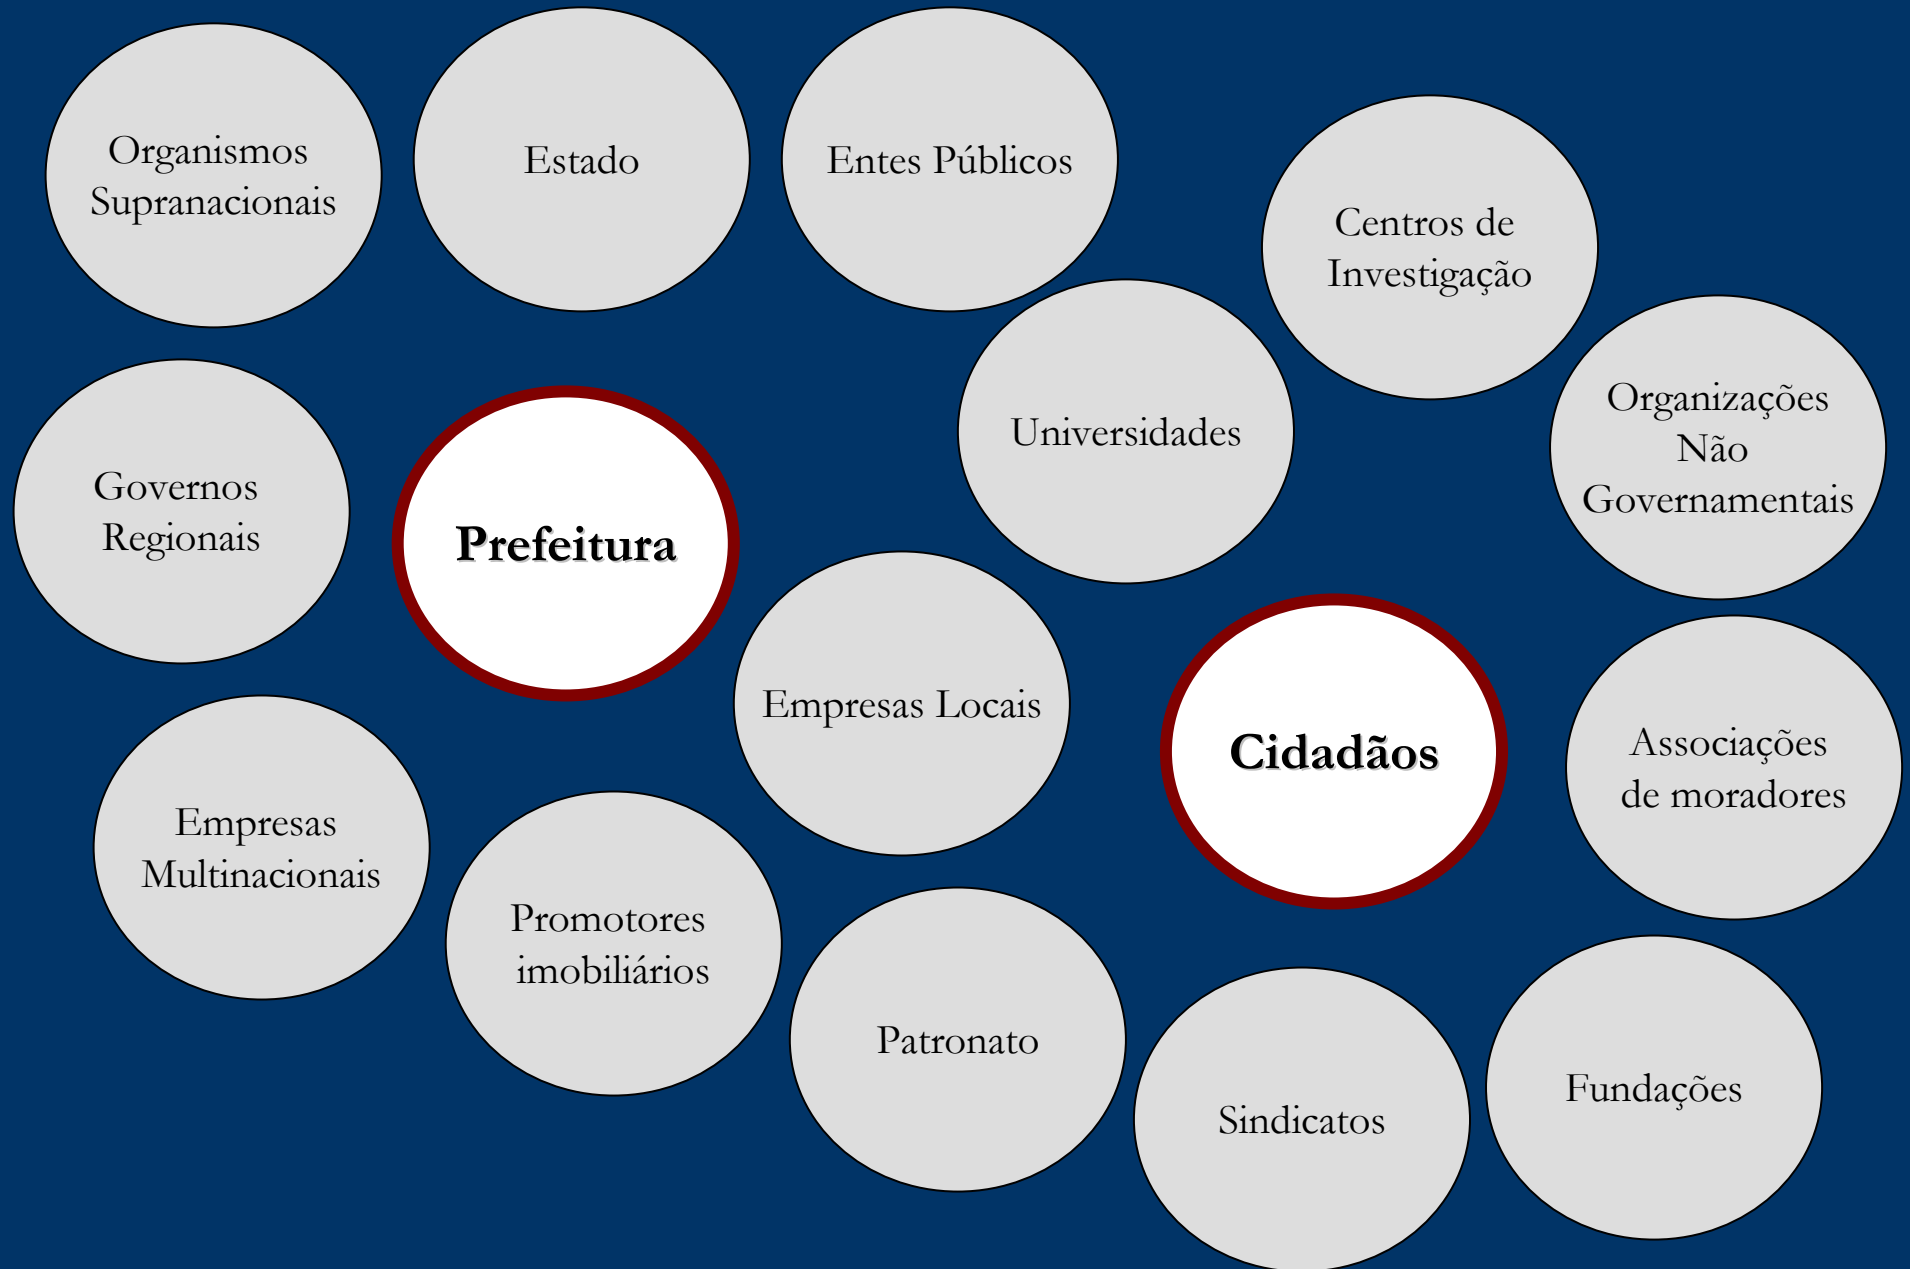 Organismos
Supranacionais
Estado
Entes Públicos
Centros de
Investigação
Universidades
Organizações
Não
Governamentais
Governos
Regionais
Prefeitura
Empresas Locais
Cidadãos
Associações
de moradores
Empresas
Multinacionais
Promotores
imobiliários
Patronato
Sindicatos
Fundações